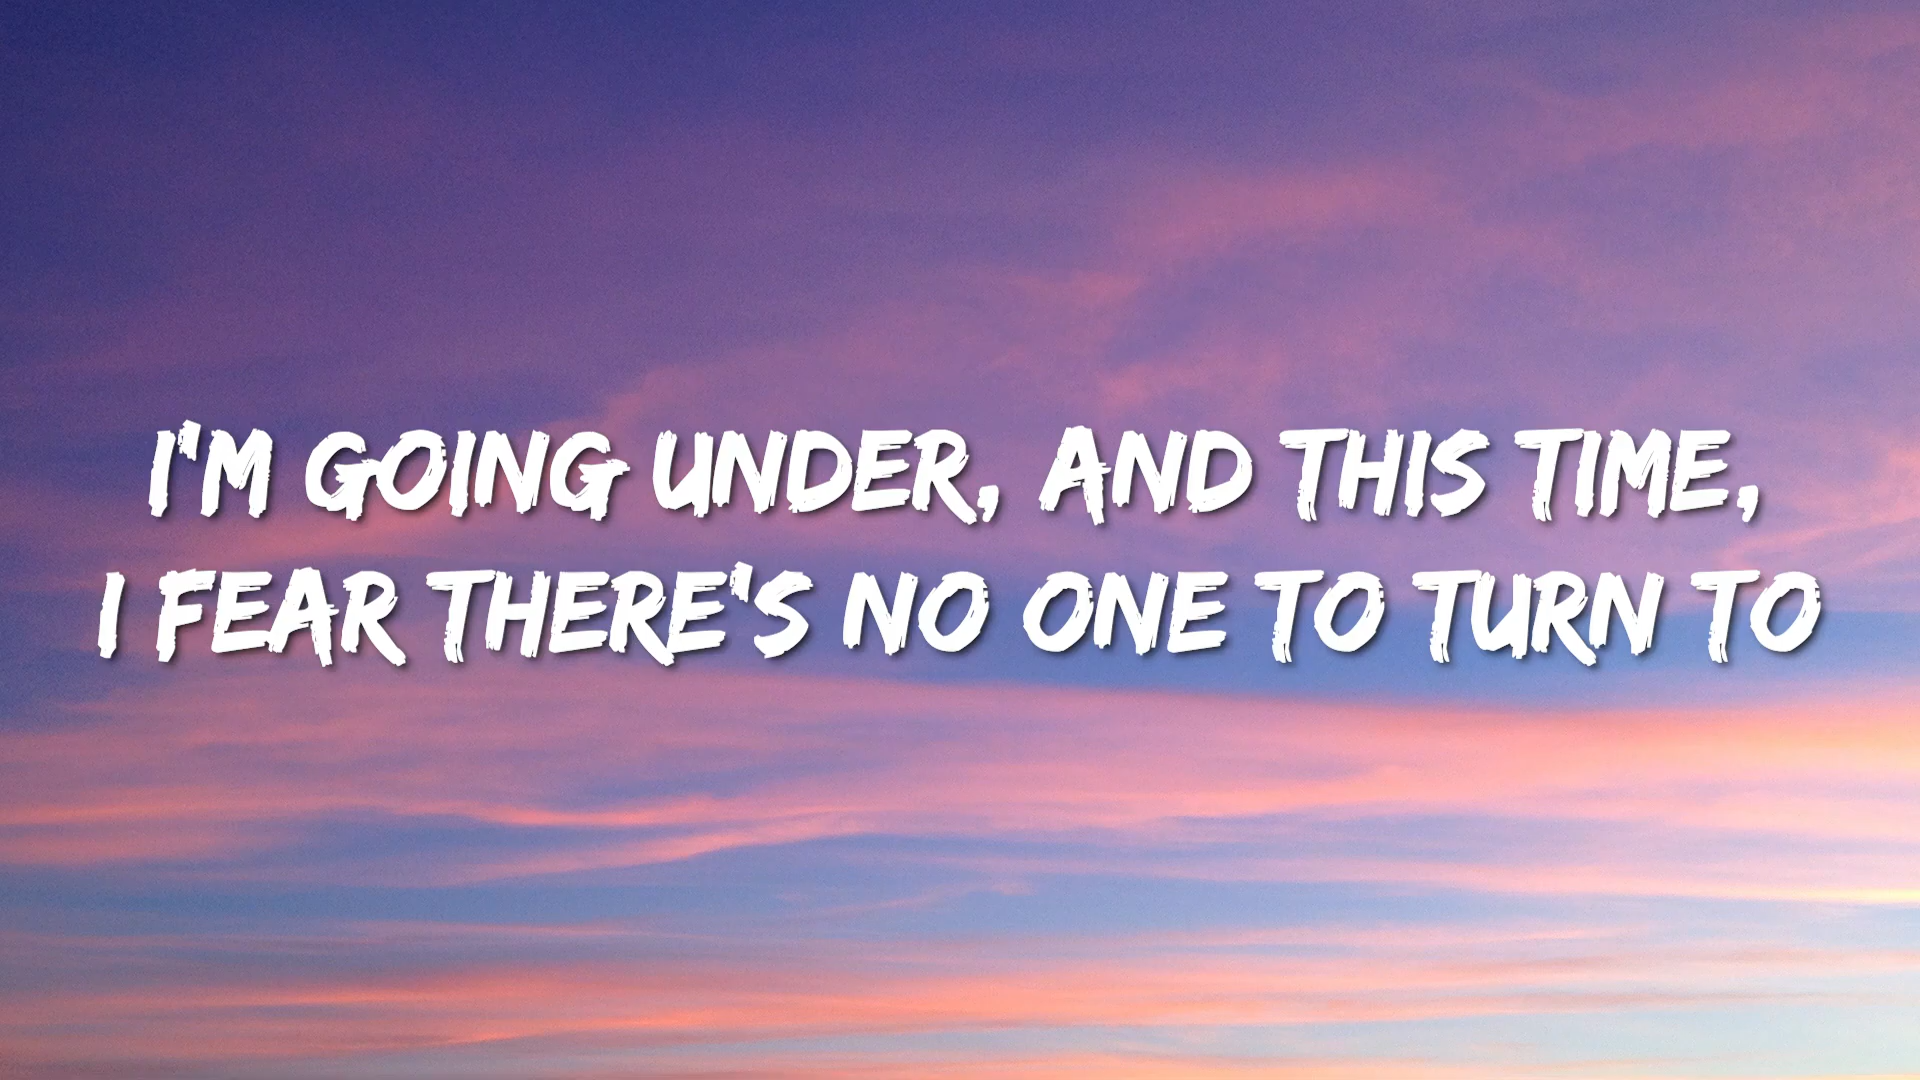 I'M GOING UNDER, AND THIS TIME,
I FEAR THERE'S NO ONE TO TURN TO